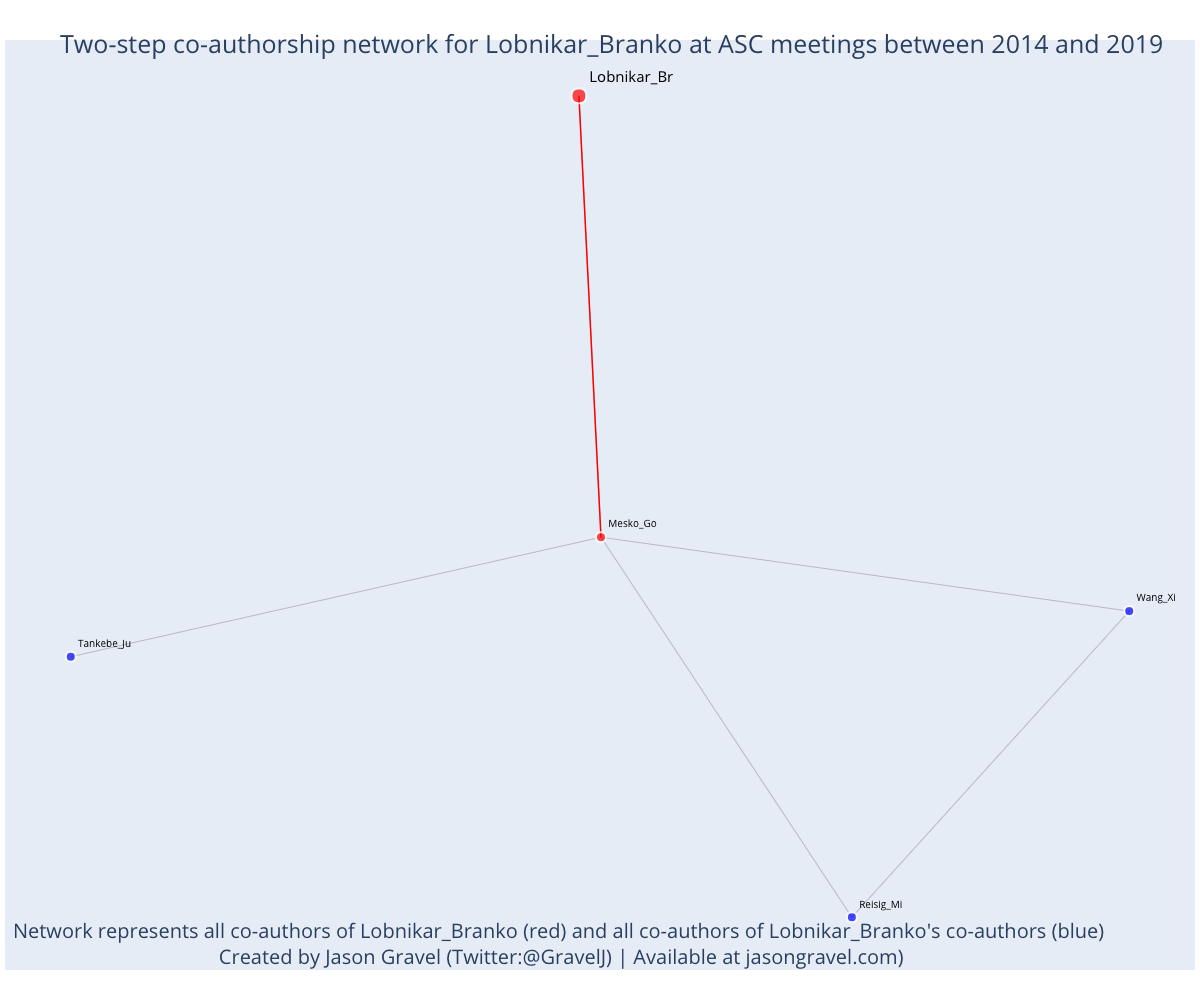 Two-step co-authorship network for Lobnikar_Branko at ASC meetings between 2014 and 2019
Lobnikar_Br
Mesko_Go
Wang_Xi
Tankebe_Ju
Reisig_Mi
Network represents all co-authors of Lobnikar_Branko (red) and all co-authors of Lobnikar_Branko's co-authors (blue)
Created by Jason Gravel (Twitter:@GravelJ) | Available at jasongravel.com)